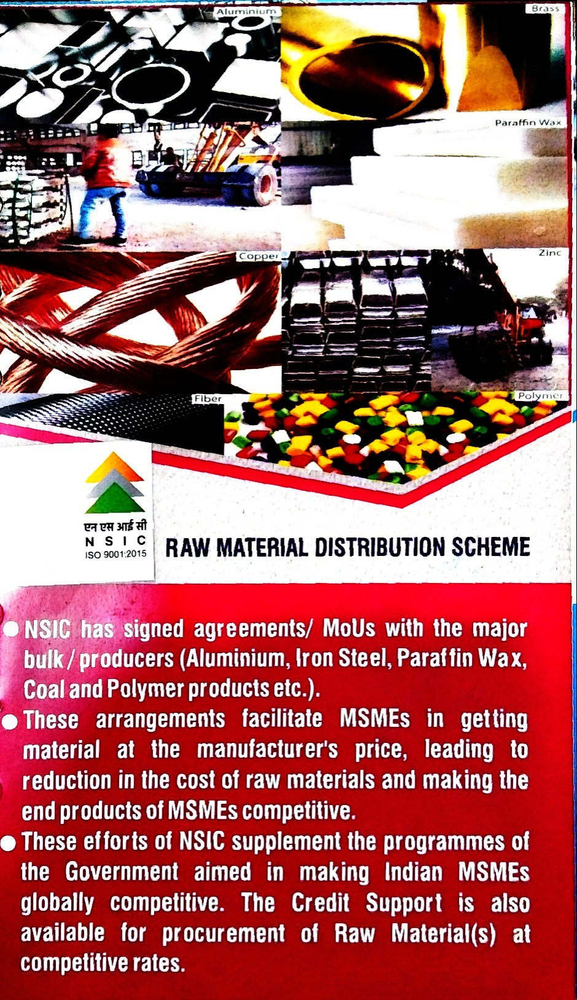 Aluminium
Brass
Paraffin Wax
Copper
Zinc
Fiber
Polymer
एन एस आई सी
N S I C
ISO 9001:2015
RAW MATERIAL DISTRIBUTION SCHEME
NSIC has signed agreements/ MoUs with the major
bulk / producers (Aluminium, Iron Steel, Paraffin Wax,
Coal and Polymer products etc.).
These arrangements facilitate MSMEs in getting
material at the manufacturer's price, leading to
reduction in the cost of raw materials and making the
end products of MSMEs competitive.
These efforts of NSIC supplement the programmes of
the Government aimed in making Indian MSMEs
globally competitive. The Credit Support is also
available for procurement of Raw Material(s) at
competitive rates.